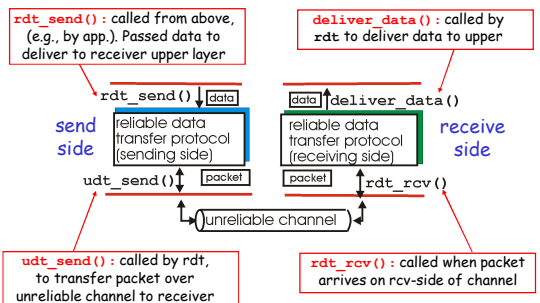 rdt_send(): called from above,
(e.g., by app.). Passed data to
deliver to receiver upper layer
deliver_data(): called by
rdt to deliver data to upper
rdt_send()
data
data
deliver_data()
send
side
reliable data
transfer protocol
(sending side)
reliable data
transfer protocol
(receiving side)
receive
side
udt_send()
packet
packet
rdt_rcv()
unreliable channel
udt_send(): called by rdt,
to transfer packet over
unreliable channel to receiver
rdt_rcv(): called when packet
arrives on rcv-side of channel